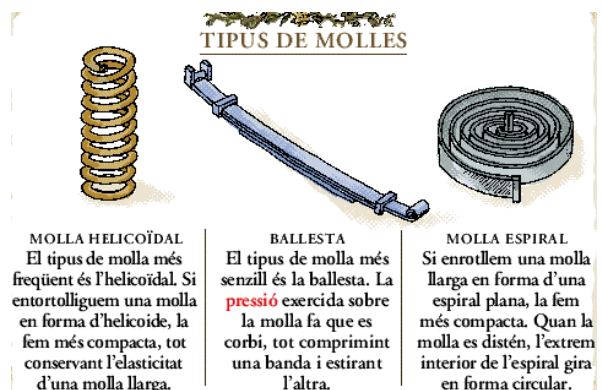 TIPUS DE MOLLES
MOLLA HELICOÏDAL
El tipus de molla més
freqüent és l'helicoïdal. Si
entortolliguem una molla
en forma d'helicoide, la
fem més compacta, tot
conservant l'elasticitat
d'una molla llarga.
BALLESTA
El tipus de molla més
senzill és la ballesta. La
pressió exercida sobre
la molla fa que es
corbi, tot comprimint
una banda i estirant
l'altra.
MOLLA ESPIRAL
Si enrotllem una molla
llarga en forma d'una
espiral plana, la fem
més compacta. Quan la
molla es distén, l'extrem
interior de l'espiral gira
en forma circular.